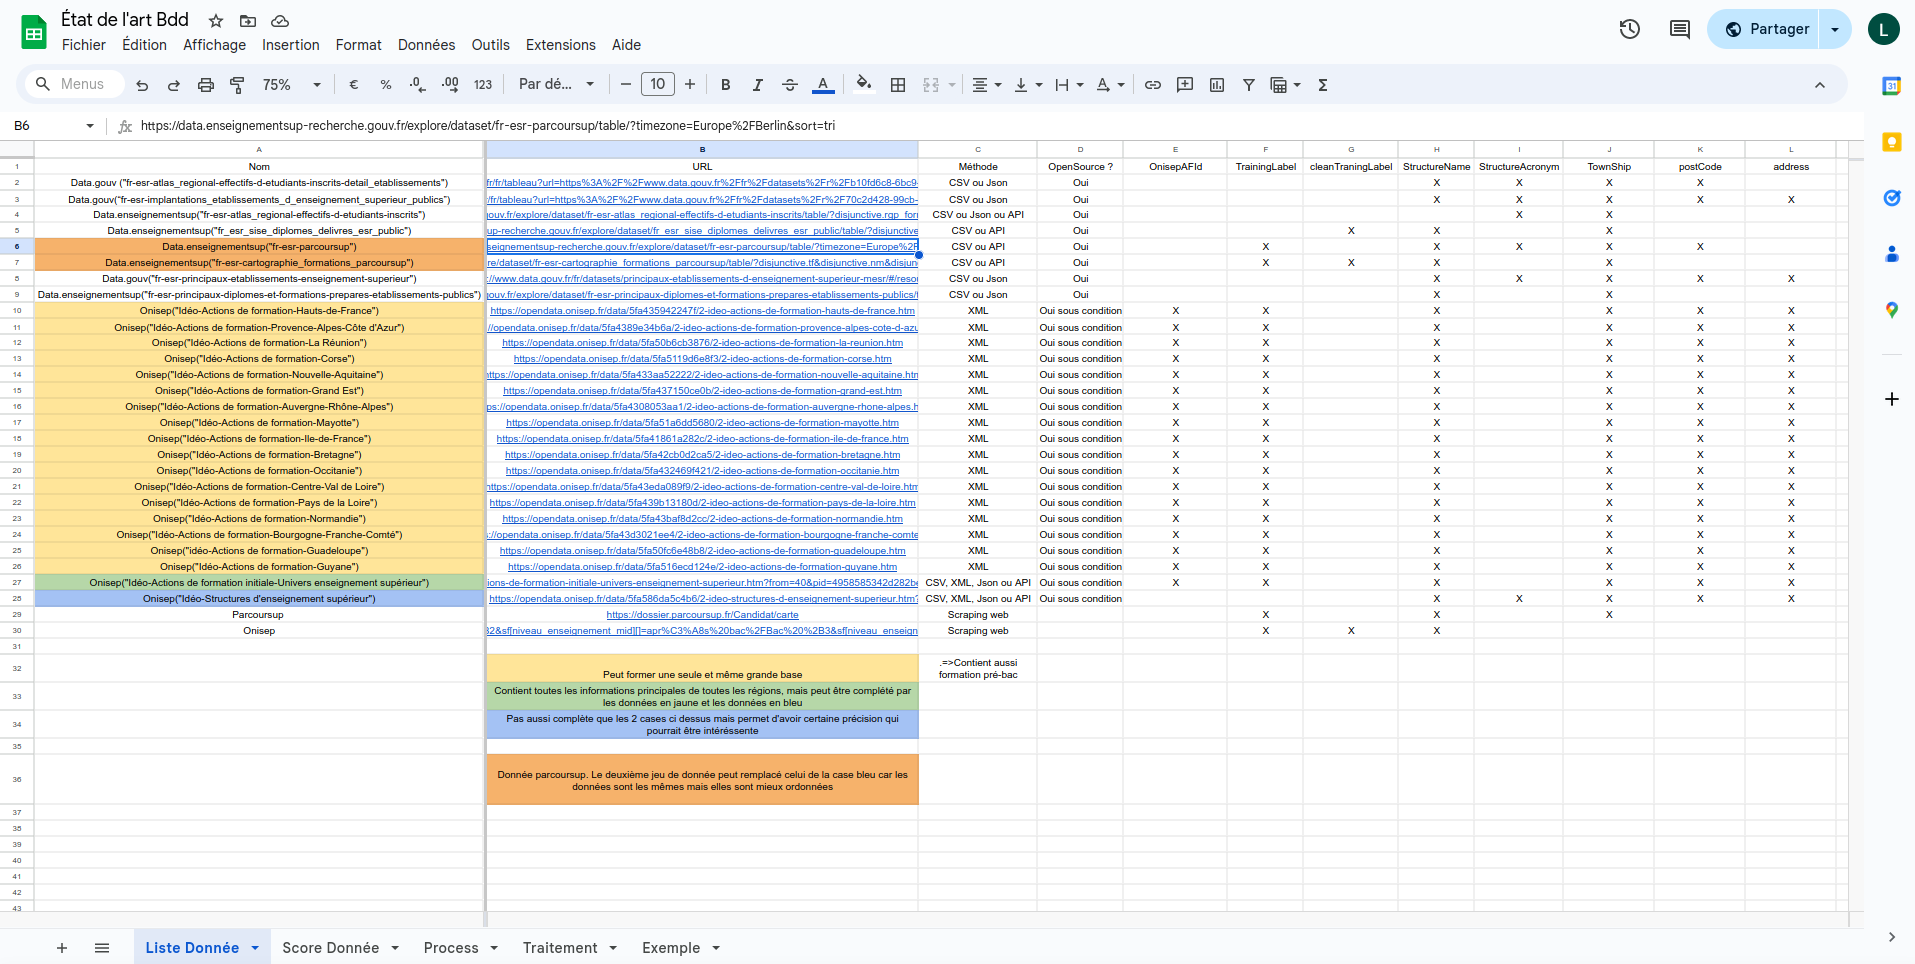 État de l'art Bdd
Fichier Édition Affichage Insertion Format Données Outils Extensions Aide
Partager
L
Menus 75% € % .0 .00 123 Par dé... 10 B I A Σ
31
B6 fx https://data.enseignementsup-recherche.gouv.fr/explore/dataset/fr-esr-parcoursup/table/?timezone=Europe%2FBerlin&sort=tri
A B C D E F G H I J K L
1 Nom URL Méthode OpenSource ? OnisepAFId TrainingLabel cleanTraningLabel StructureName StructureAcronym TownShip postCode address
2 Data.gouv ("fr-esr-atlas_regional-effectifs-d-etudiants-inscrits-detail_etablissements") fr/fr/tableau?url=https%3A%2F%2Fwww.data.gouv.fr%2Ffr%2Fdatasets%2Fr%2Fb10fd6c8-6bc9- CSV ou Json Oui X X X X
3 Data.gouv("fr-esr-implantations_etablissements_d_enseignement_superieur_publics") /fr/tableau?url=https%3A%2F%2Fwww.data.gouv.fr%2Ffr%2Fdatasets%2Fr%2F70c2d428-99cb- CSV ou Json Oui X X X X X
4 Data.enseignementsup("fr-esr-atlas_regional-effectifs-d-etudiants-inscrits") gouv.fr/explore/dataset/fr-esr-atlas_regional-effectifs-d-etudiants-inscrits/table/?disjunctive.rgp_for CSV ou Json ou API Oui X X
5 Data.enseignementsup("fr_esr_sise_diplomes_delivres_esr_public") sup-recherche.gouv.fr/explore/dataset/fr_esr_sise_diplomes_delivres_esr_public/table/?disjunctive CSV ou API Oui X X X
6 Data.enseignementsup("fr-esr-parcoursup") seignementsup-recherche.gouv.fr/explore/dataset/fr-esr-parcoursup/table/?timezone=Europe%2F CSV ou API Oui X X X X X
7 Data.enseignementsup("fr-esr-cartographie_formations_parcoursup") re/dataset/fr-esr-cartographie_formations_parcoursup/table/?disjunctive.tf&disjunctive.nm&disjun CSV ou API Oui X X X X
8 Data.gouv("fr-esr-principaux-etablissements-enseignement-superieur") ://www.data.gouv.fr/fr/datasets/principaux-etablissements-d-enseignement-superieur-mesr/#/reso CSV ou Json Oui X X X X X
9 Data.enseignementsup("fr-esr-principaux-diplomes-et-formations-prepares-etablissements-publics") gouv.fr/explore/dataset/fr-esr-principaux-diplomes-et-formations-prepares-etablissements-publics/ CSV ou Json Oui X X
10 Onisep("Idéo-Actions de formation-Hauts-de-France") https://opendata.onisep.fr/data/5fa435942247f/2-ideo-actions-de-formation-hauts-de-france.htm XML Oui sous condition X X X X X X
11 Onisep("Idéo-Actions de formation-Provence-Alpes-Côte d'Azur") //opendata.onisep.fr/data/5fa4389e34b6a/2-ideo-actions-de-formation-provence-alpes-cote-d-azu XML Oui sous condition X X X X X X
12 Onisep("Idéo-Actions de formation-La Réunion") https://opendata.onisep.fr/data/5fa50b6cb3876/2-ideo-actions-de-formation-la-reunion.htm XML Oui sous condition X X X X X X
13 Onisep("Idéo-Actions de formation-Corse") https://opendata.onisep.fr/data/5fa5119d6e8f3/2-ideo-actions-de-formation-corse.htm XML Oui sous condition X X X X X X
14 Onisep("Idéo-Actions de formation-Nouvelle-Aquitaine") https://opendata.onisep.fr/data/5fa433aa52222/2-ideo-actions-de-formation-nouvelle-aquitaine.htm XML Oui sous condition X X X X X X
15 Onisep("Idéo-Actions de formation-Grand Est") https://opendata.onisep.fr/data/5fa437150ce0b/2-ideo-actions-de-formation-grand-est.htm XML Oui sous condition X X X X X X
16 Onisep("Idéo-Actions de formation-Auvergne-Rhône-Alpes") ps://opendata.onisep.fr/data/5fa4308053aa1/2-ideo-actions-de-formation-auvergne-rhone-alpes.h XML Oui sous condition X X X X X X
17 Onisep("Idéo-Actions de formation-Mayotte") https://opendata.onisep.fr/data/5fa51a6dd5680/2-ideo-actions-de-formation-mayotte.htm XML Oui sous condition X X X X X X
18 Onisep("Idéo-Actions de formation-Ile-de-France") https://opendata.onisep.fr/data/5fa41861a282c/2-ideo-actions-de-formation-ile-de-france.htm XML Oui sous condition X X X X X X
19 Onisep("Idéo-Actions de formation-Bretagne") https://opendata.onisep.fr/data/5fa42cb0d2ca5/2-ideo-actions-de-formation-bretagne.htm XML Oui sous condition X X X X X X
20 Onisep("Idéo-Actions de formation-Occitanie") https://opendata.onisep.fr/data/5fa432469f421/2-ideo-actions-de-formation-occitanie.htm XML Oui sous condition X X X X X X
21 Onisep("Idéo-Actions de formation-Centre-Val de Loire") https://opendata.onisep.fr/data/5fa43eda089f9/2-ideo-actions-de-formation-centre-val-de-loire.htm XML Oui sous condition X X X X X X
22 Onisep("Idéo-Actions de formation-Pays de la Loire") https://opendata.onisep.fr/data/5fa439b13180d/2-ideo-actions-de-formation-pays-de-la-loire.htm XML Oui sous condition X X X X X X
23 Onisep("Idéo-Actions de formation-Normandie") https://opendata.onisep.fr/data/5fa43baf8d2cc/2-ideo-actions-de-formation-normandie.htm XML Oui sous condition X X X X X X
24 Onisep("Idéo-Actions de formation-Bourgogne-Franche-Comté") ://opendata.onisep.fr/data/5fa43d3021ee4/2-ideo-actions-de-formation-bourgogne-franche-comte XML Oui sous condition X X X X X X
25 Onisep("idéo-Actions de formation-Guadeloupe") https://opendata.onisep.fr/data/5fa50fc6e48b8/2-ideo-actions-de-formation-guadeloupe.htm XML Oui sous condition X X X X X X
26 Onisep("Idéo-Actions de formation-Guyane") https://opendata.onisep.fr/data/5fa516ecd124e/2-ideo-actions-de-formation-guyane.htm XML Oui sous condition X X X X X X
27 Onisep("Idéo-Actions de formation initiale-Univers enseignement supérieur") ions-de-formation-initiale-univers-enseignement-superieur.htm?from=40&pid=4958585342d282b CSV, XML, Json ou API Oui sous condition X X X X X X
28 Onisep("Idéo-Structures d'enseignement supérieur") https://opendata.onisep.fr/data/5fa586da5c4b6/2-ideo-structures-d-enseignement-superieur.htm? CSV, XML, Json ou API Oui sous condition X X X X X
29 Parcoursup https://dossier.parcoursup.fr/Candidat/carte Scraping web X X X
30 Onisep 32&sf[niveau_enseignement_mid][]=apr%C3%A8s%20bac%2FBac%20%2B3&sf[niveau_enseign Scraping web X X X
31
32 Peut former une seule et même grande base .=>Contient aussi
formation pré-bac
33 Contient toutes les informations principales de toutes les régions, mais peut être complété par
les données en jaune et les données en bleu
34 Pas aussi complète que les 2 cases ci dessus mais permet d'avoir certaine précision qui
pourrait être intéréssente
35
36 Donnée parcoursup. Le deuxième jeu de donnée peut remplacé celui de la case bleu car les
données sont les mêmes mais elles sont mieux ordonnées
37
38
39
40
41
42
43
Liste Donnée Score Donnée Process Traitement Exemple